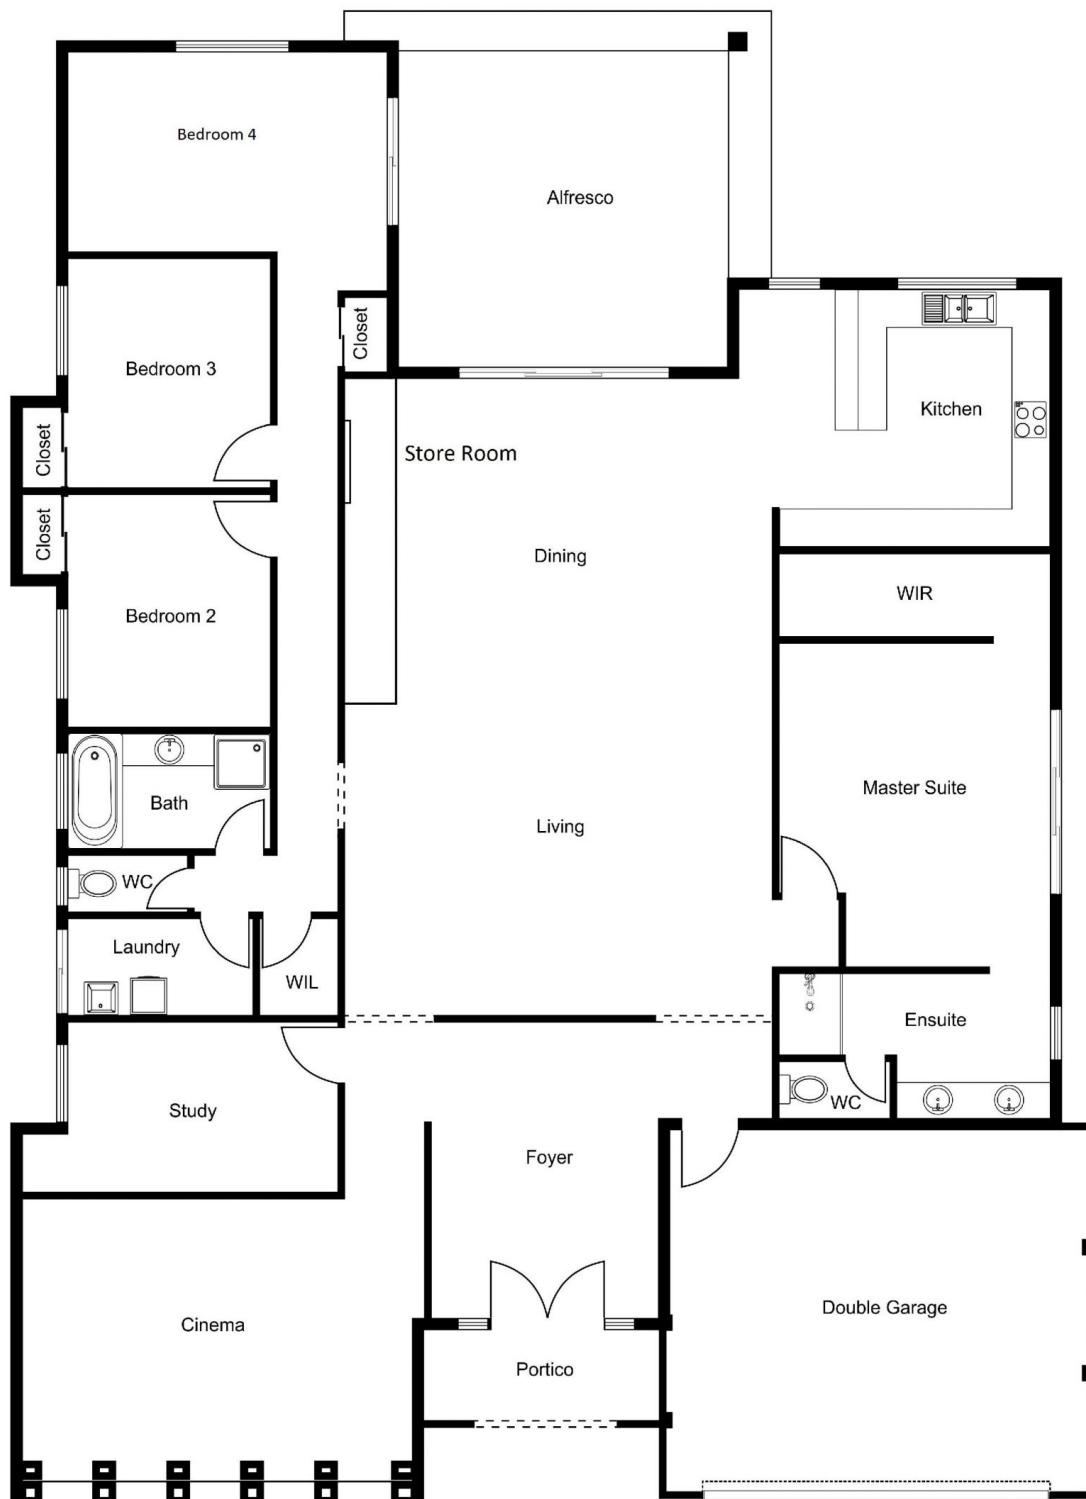 Bedroom 4
Alfresco
Closet
Bedroom 3
Kitchen
Closet
Store Room
Closet
Dining
WIR
Bedroom 2
Master Suite
Bath
Living
WC
Laundry
WIL
Ensuite
WC
Study
Foyer
Double Garage
Cinema
Portico